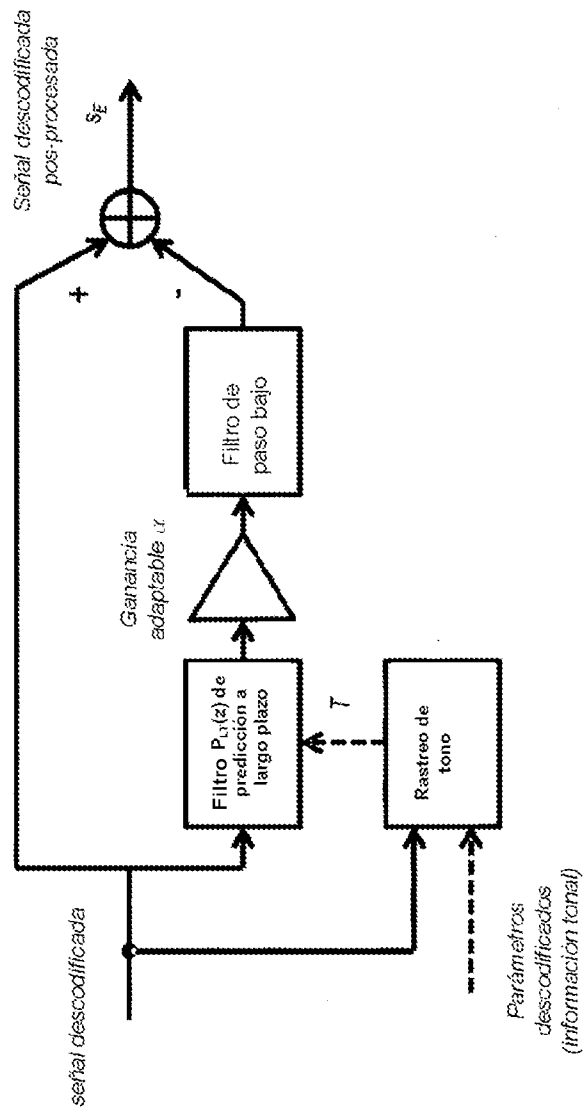 señal descodificada
Parámetros
descodificados
(información tonal)
Filtro P_LT(z) de
predicción a
largo plazo
Rastreo de
tono
T
Ganancia
adaptable α
Filtro de
paso bajo
+
-
s_E
Señal descodificada
pos-procesada